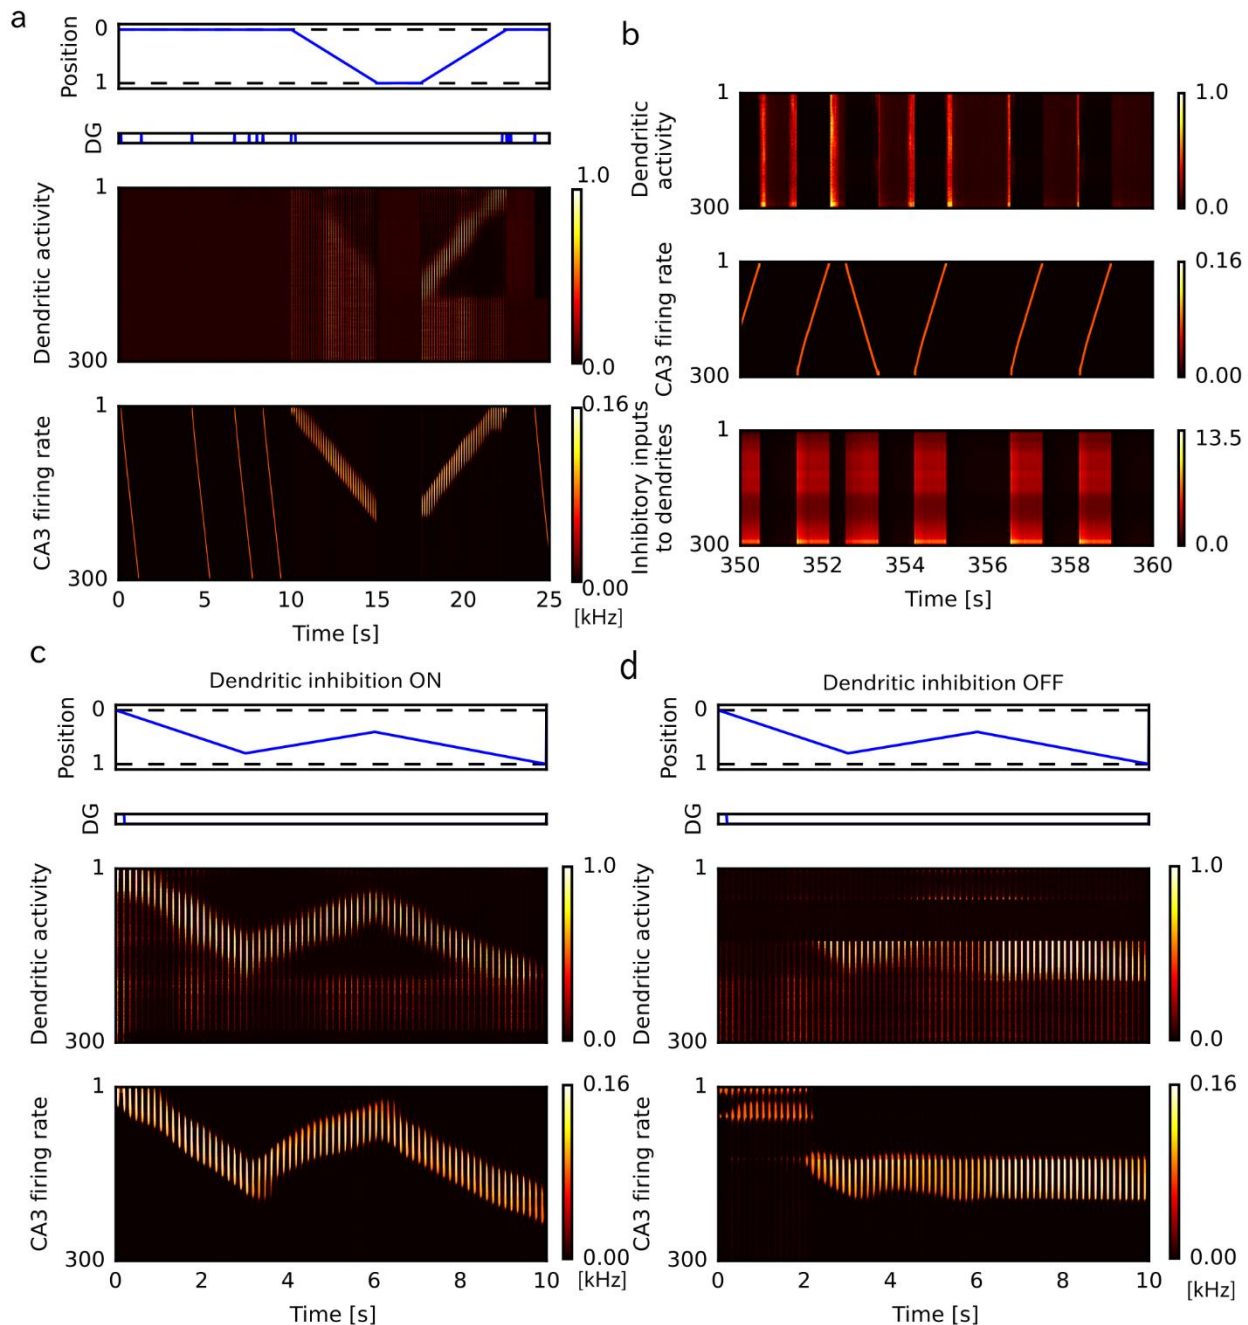 a
Position
0
1
DG
Dendritic activity
1
300
1.0
0.0
CA3 firing rate
1
300
0.16
0.00
[kHz]
0 5 10 15 20 25
Time [s]
b
Dendritic
activity
1
300
1.0
0.0
CA3 firing rate
1
300
0.16
0.00
Inhibitory inputs
to dendrites
1
300
13.5
0.0
350 352 354 356 358 360
Time [s]
c
Dendritic inhibition ON
Position
0
1
DG
Dendritic activity
1
300
1.0
0.0
CA3 firing rate
1
300
0.16
0.00
[kHz]
0 2 4 6 8 10
Time [s]
d
Dendritic inhibition OFF
Position
0
1
DG
Dendritic activity
1
300
1.0
0.0
CA3 firing rate
1
300
0.16
0.00
[kHz]
0 2 4 6 8 10
Time [s]